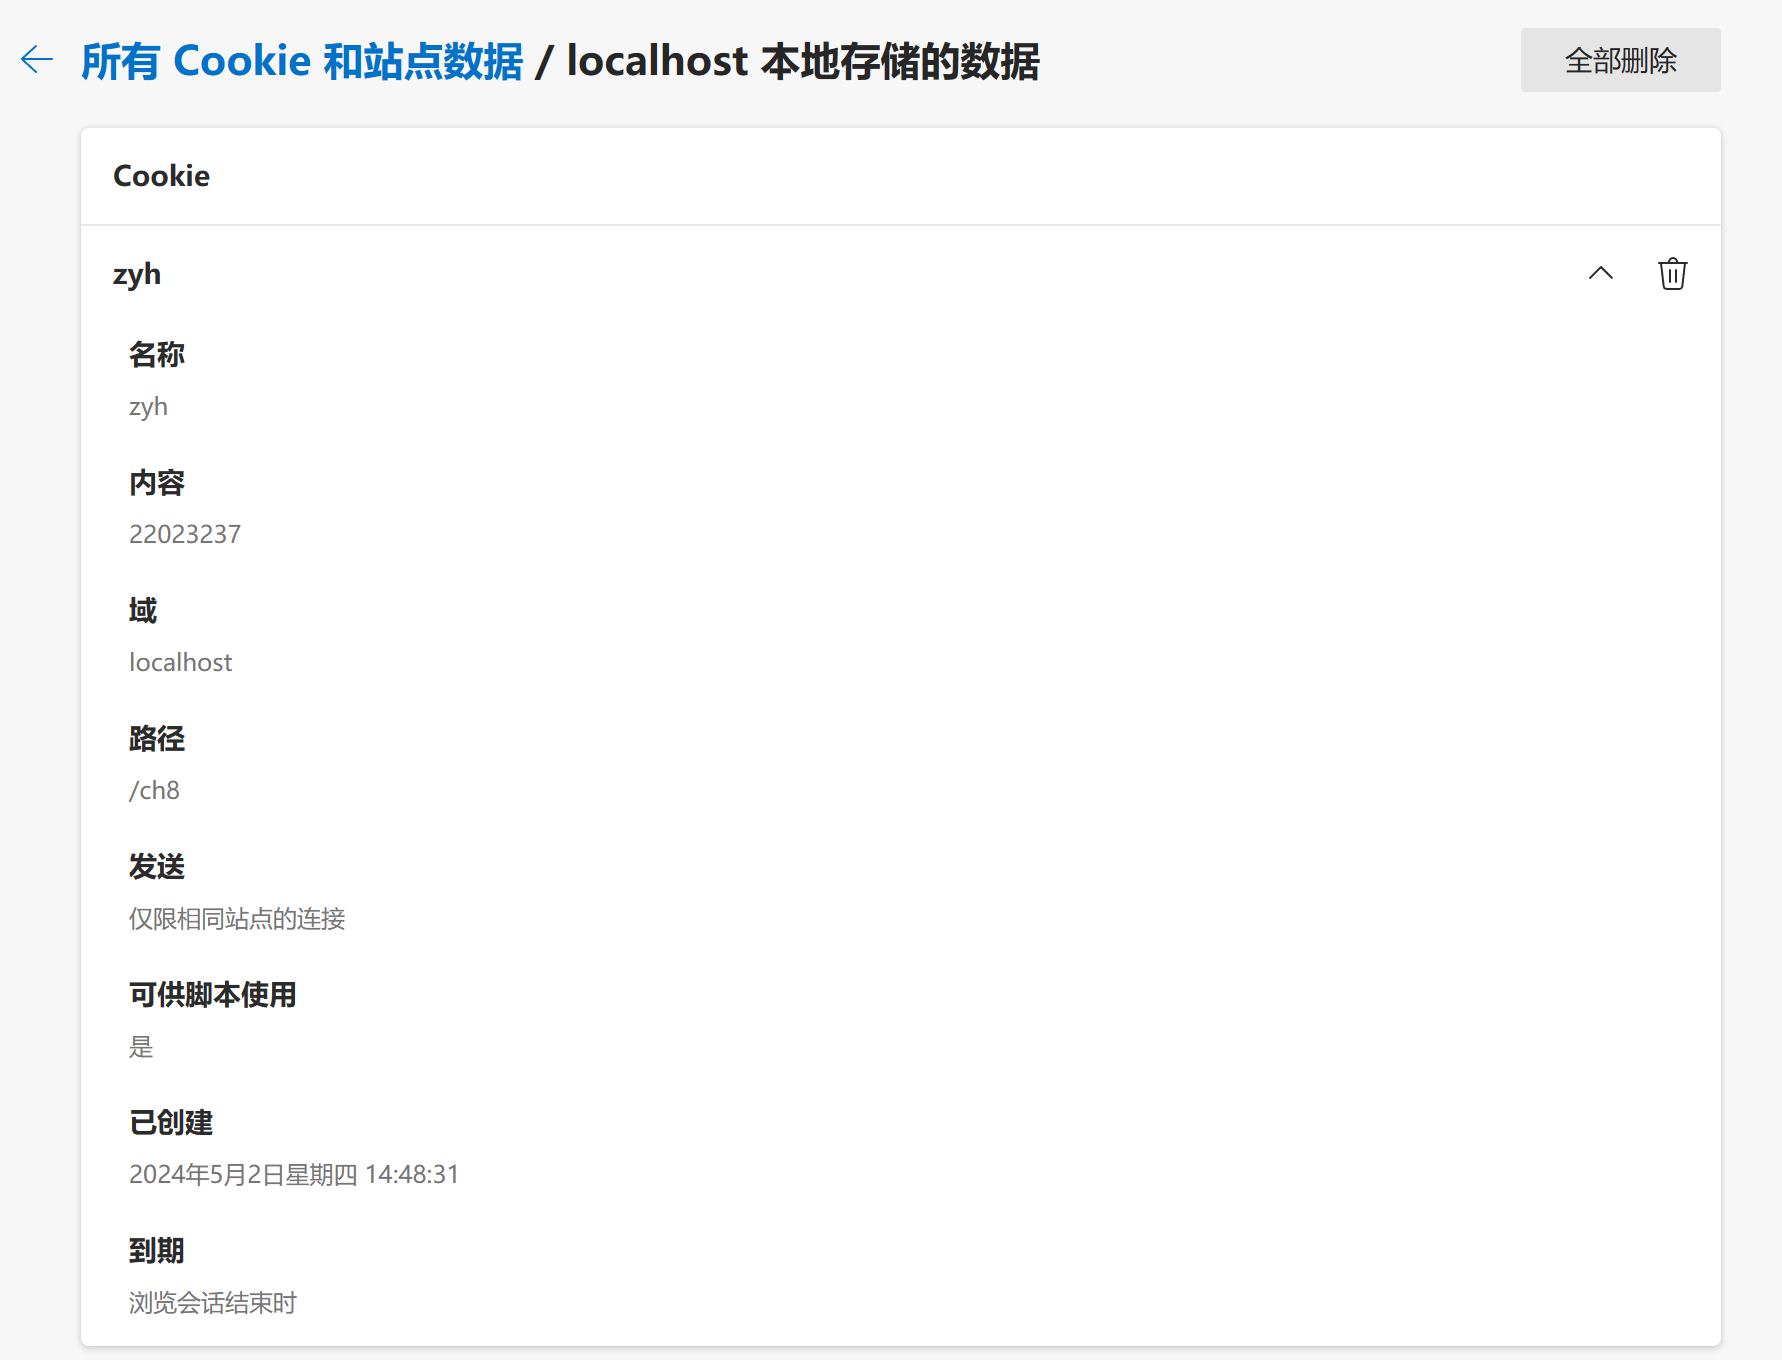 所有 Cookie 和站点数据 / localhost 本地存储的数据
全部删除
Cookie
zyh
名称
zyh
内容
22023237
域
localhost
路径
/ch8
发送
仅限相同站点的连接
可供脚本使用
是
已创建
2024年5月2日星期四 14:48:31
到期
浏览会话结束时